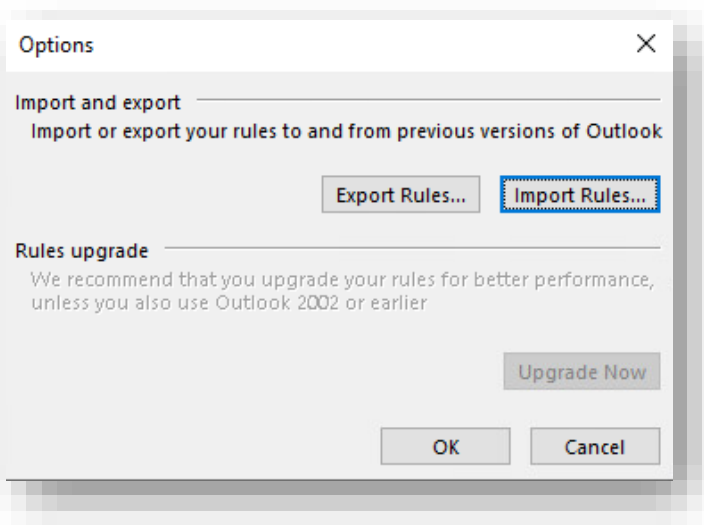 Options
Import and export
Import or export your rules to and from previous versions of Outlook
Export Rules... Import Rules...
Rules upgrade
We recommend that you upgrade your rules for better performance,
unless you also use Outlook 2002 or earlier
Upgrade Now
OK Cancel